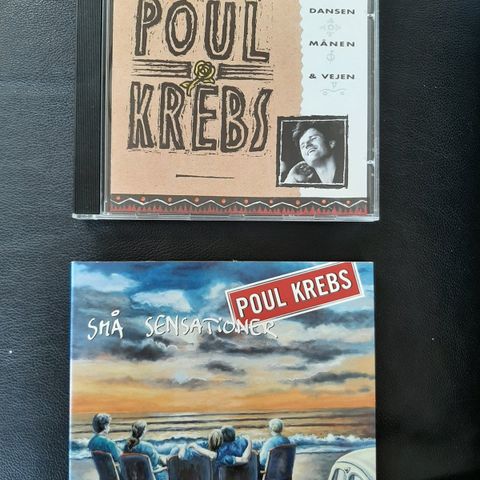 POUL
KREBS
DANSEN
MÅNEN
& VEJEN
POUL KREBS
SMÅ SENSATIONER